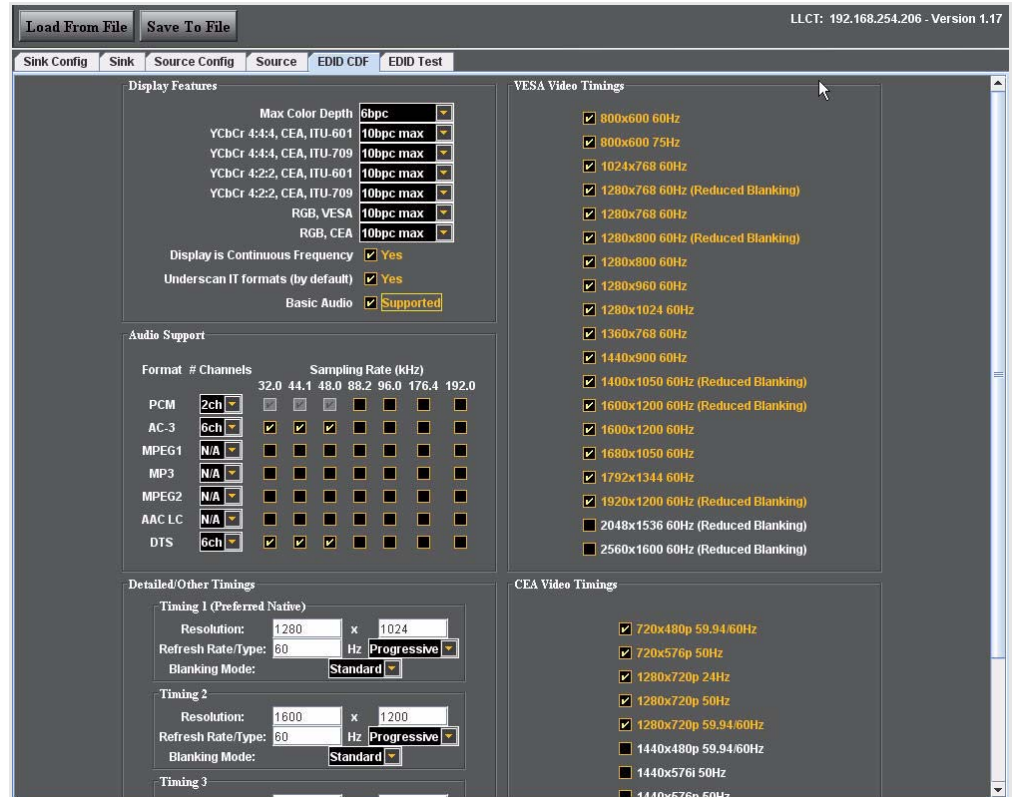 Load From File Save To File
LLCT: 192.168.254.206 - Version 1.17
Sink Config Sink Source Config Source EDID CDF EDID Test
Display Features
Max Color Depth 6bpc
YCbCr 4:4:4, CEA, ITU-601 10bpc max
YCbCr 4:4:4, CEA, ITU-709 10bpc max
YCbCr 4:2:2, CEA, ITU-601 10bpc max
YCbCr 4:2:2, CEA, ITU-709 10bpc max
RGB, VESA 10bpc max
RGB, CEA 10bpc max
Display is Continuous Frequency Yes
Underscan IT formats (by default) Yes
Basic Audio Supported
Audio Support
Format # Channels Sampling Rate (kHz)
32.0 44.1 48.0 88.2 96.0 176.4 192.0
PCM 2ch
AC-3 6ch
MPEG1 N/A
MP3 N/A
MPEG2 N/A
AAC LC N/A
DTS 6ch
Detailed/Other Timings
Timing 1 (Preferred Native)
Resolution: 1280 x 1024
Refresh Rate/Type: 60 Hz Progressive
Blanking Mode: Standard
Timing 2
Resolution: 1600 x 1200
Refresh Rate/Type: 60 Hz Progressive
Blanking Mode: Standard
Timing 3
VESA Video Timings
800x600 60Hz
800x600 75Hz
1024x768 60Hz
1280x768 60Hz (Reduced Blanking)
1280x768 60Hz
1280x800 60Hz (Reduced Blanking)
1280x800 60Hz
1280x960 60Hz
1280x1024 60Hz
1360x768 60Hz
1440x900 60Hz
1400x1050 60Hz (Reduced Blanking)
1600x1200 60Hz (Reduced Blanking)
1600x1200 60Hz
1680x1050 60Hz
1792x1344 60Hz
1920x1200 60Hz (Reduced Blanking)
2048x1536 60Hz (Reduced Blanking)
2560x1600 60Hz (Reduced Blanking)
CEA Video Timings
720x480p 59.94/60Hz
720x576p 50Hz
1280x720p 24Hz
1280x720p 50Hz
1280x720p 59.94/60Hz
1440x480p 59.94/60Hz
1440x576i 50Hz
1440x576p 50Hz